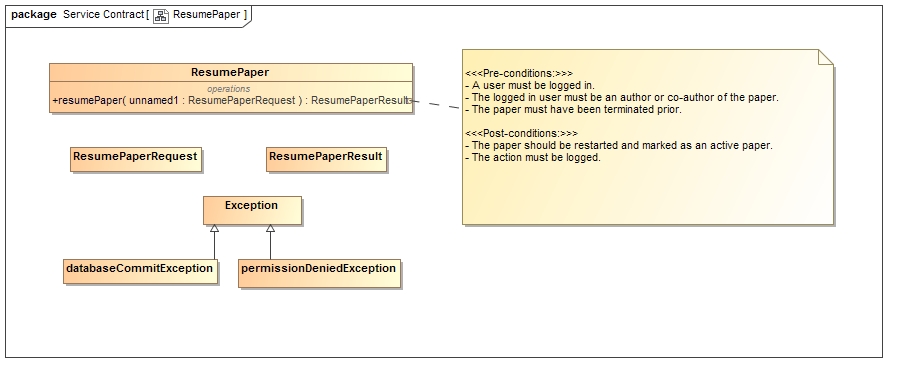 package Service Contract [ ResumePaper ]
ResumePaper
operations
+resumePaper( unnamed1 : ResumePaperRequest ) : ResumePaperResult
<<<Pre-conditions:>>>
- A user must be logged in.
- The logged in user must be an author or co-author of the paper.
- The paper must have been terminated prior.
<<<Post-conditions:>>>
- The paper should be restarted and marked as an active paper.
- The action must be logged.
ResumePaperRequest
ResumePaperResult
Exception
databaseCommitException
permissionDeniedException